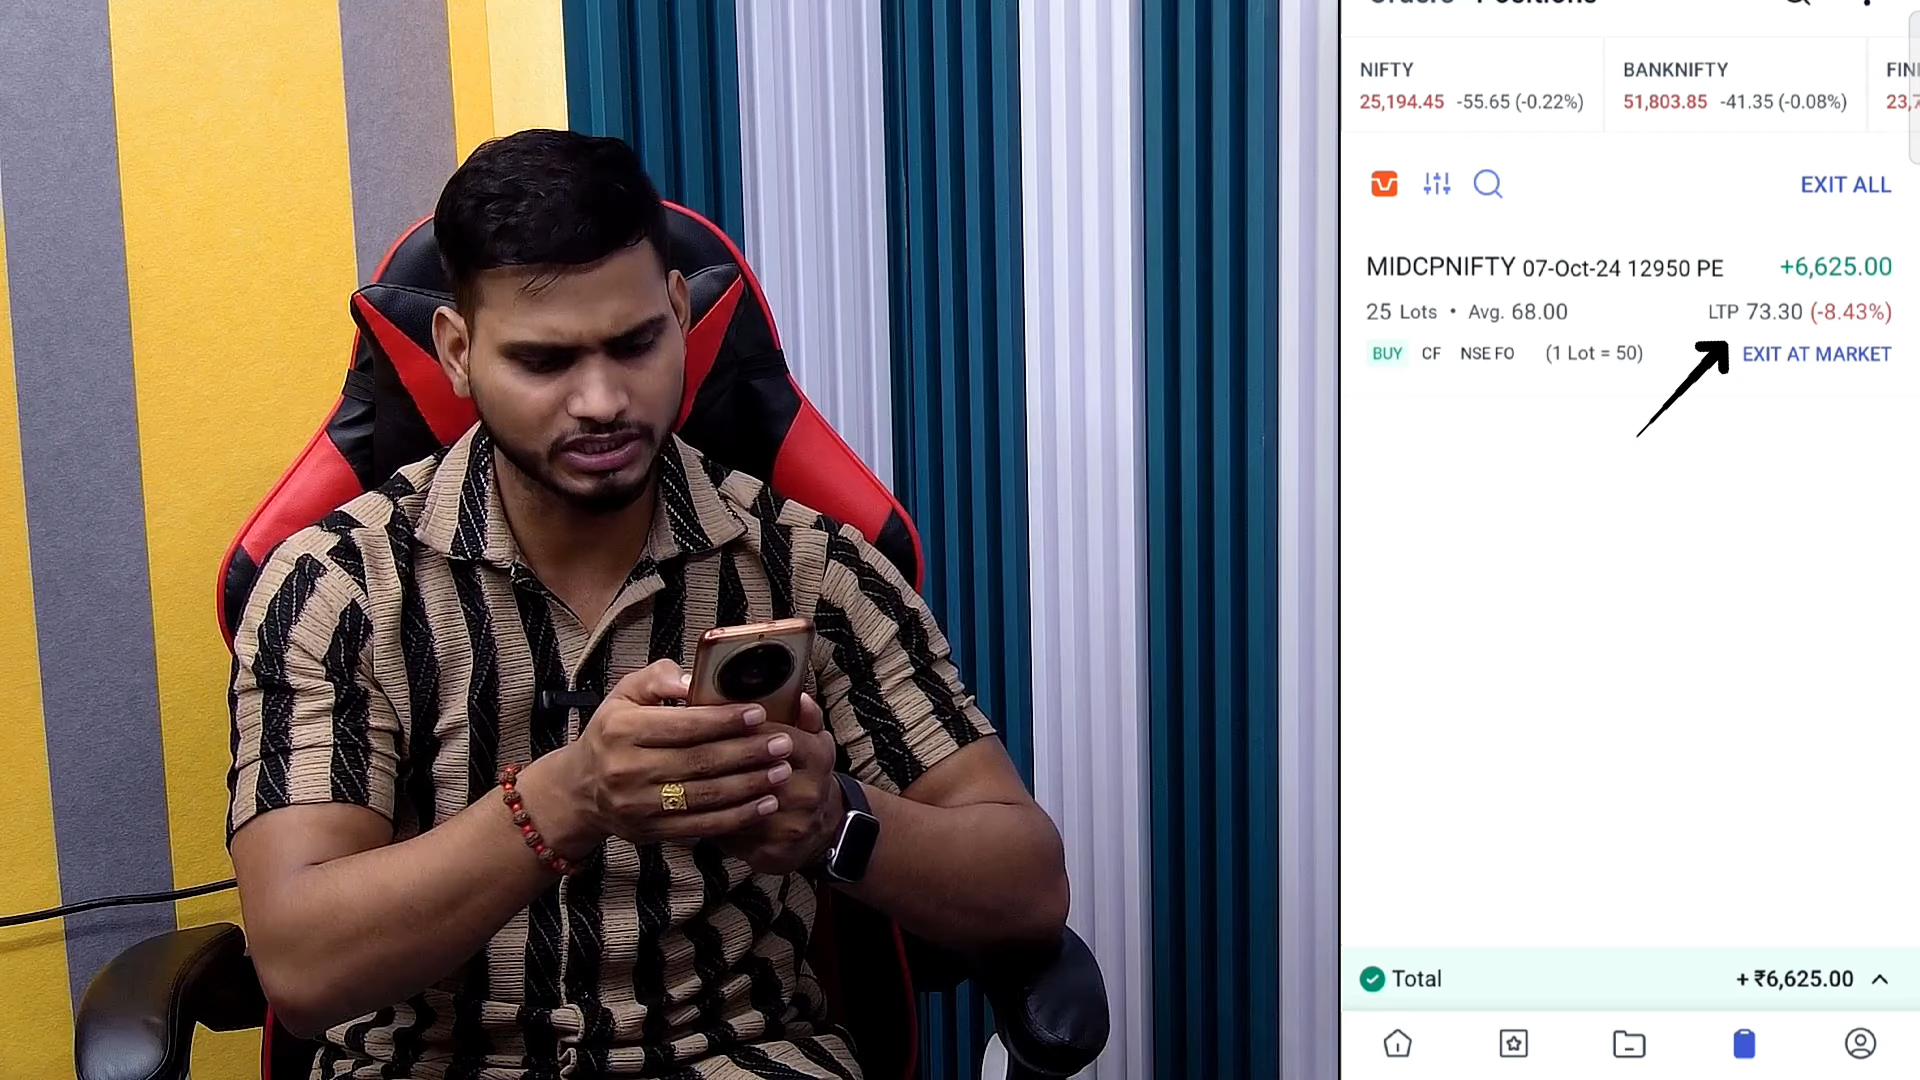 Orders Positions
NIFTY
25,194.45 -55.65 (-0.22%)
BANKNIFTY
51,803.85 -41.35 (-0.08%)
EXIT ALL
MIDCPNIFTY 07-Oct-24 12950 PE +6,625.00
25 Lots • Avg. 68.00 LTP 73.30 (-8.43%)
BUY CF NSE FO (1 Lot = 50) EXIT AT MARKET
Total +₹6,625.00